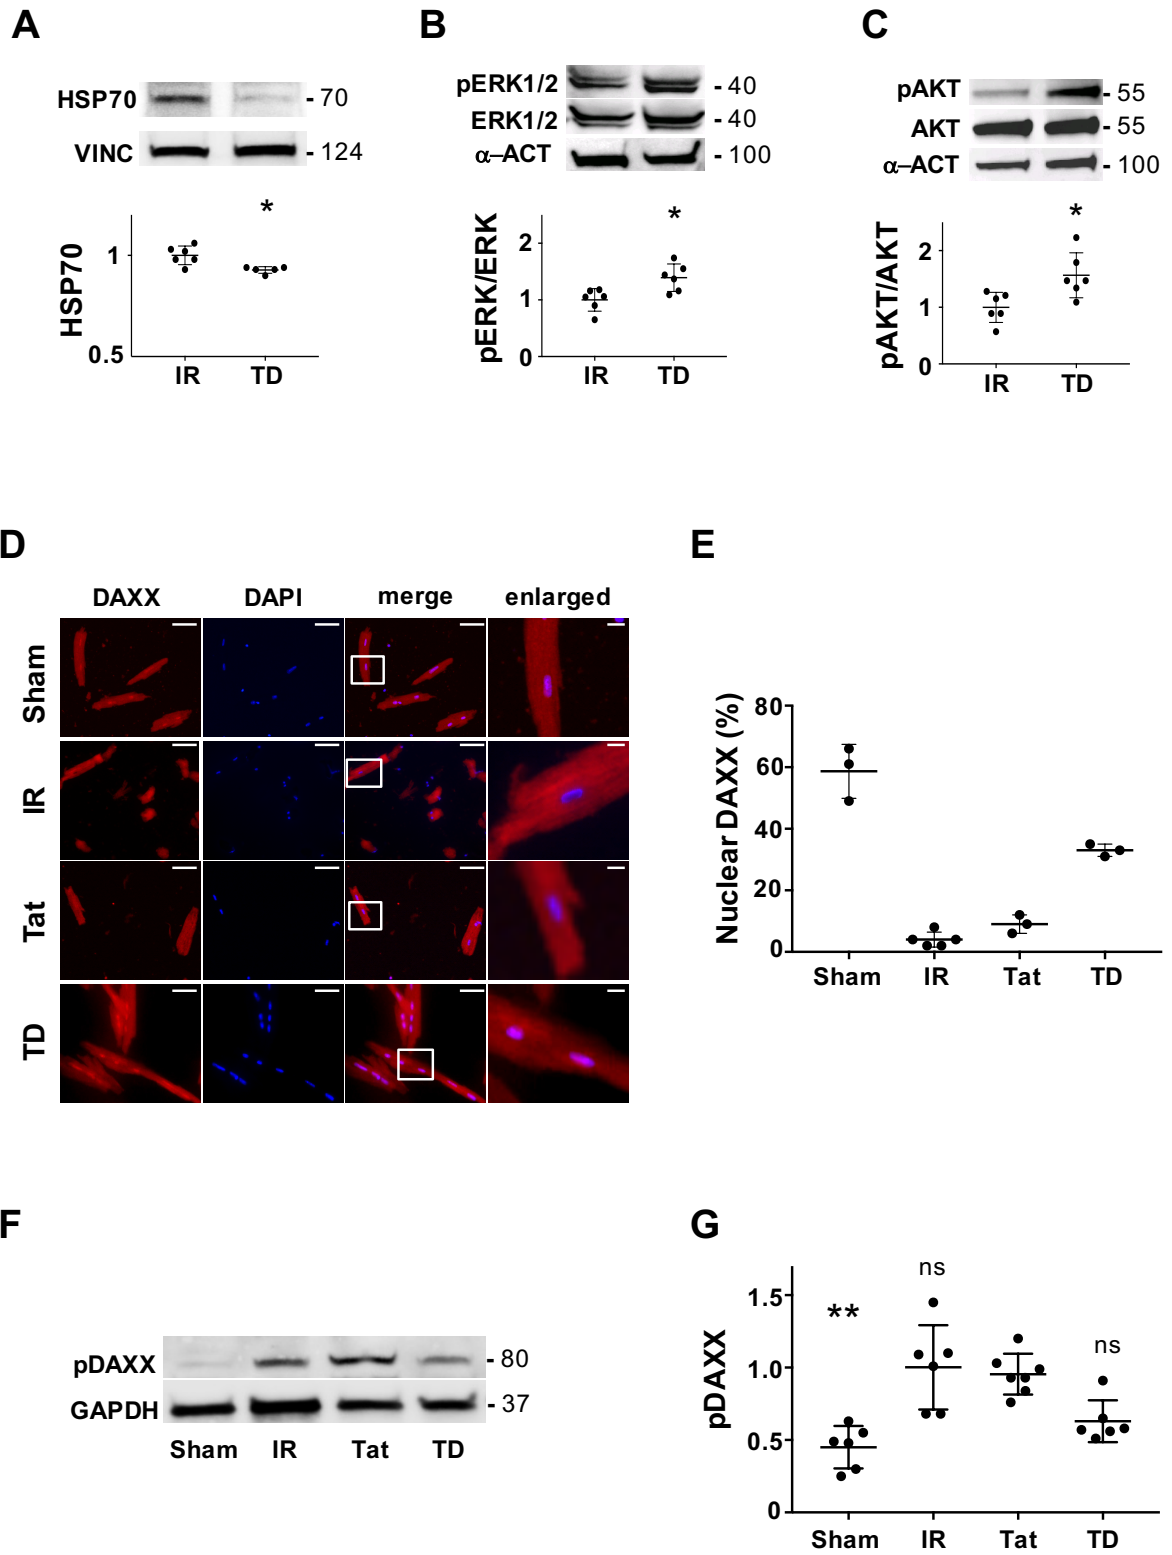 A
HSP70 - 70
VINC - 124
*
HSP70
1
0.5
IR TD
B
pERK1/2 - 40
ERK1/2 - 40
α–ACT - 100
*
pERK/ERK
2
1
0
IR TD
C
pAKT - 55
AKT - 55
α–ACT - 100
*
pAKT/AKT
2
1
0
IR TD
D
DAXX DAPI merge enlarged
Sham
IR
Tat
TD
E
Nuclear DAXX (%)
80
60
40
20
0
Sham IR Tat TD
F
pDAXX - 80
GAPDH - 37
Sham IR Tat TD
G
pDAXX
1.5
1.0
0.5
0
** ns ns
Sham IR Tat TD